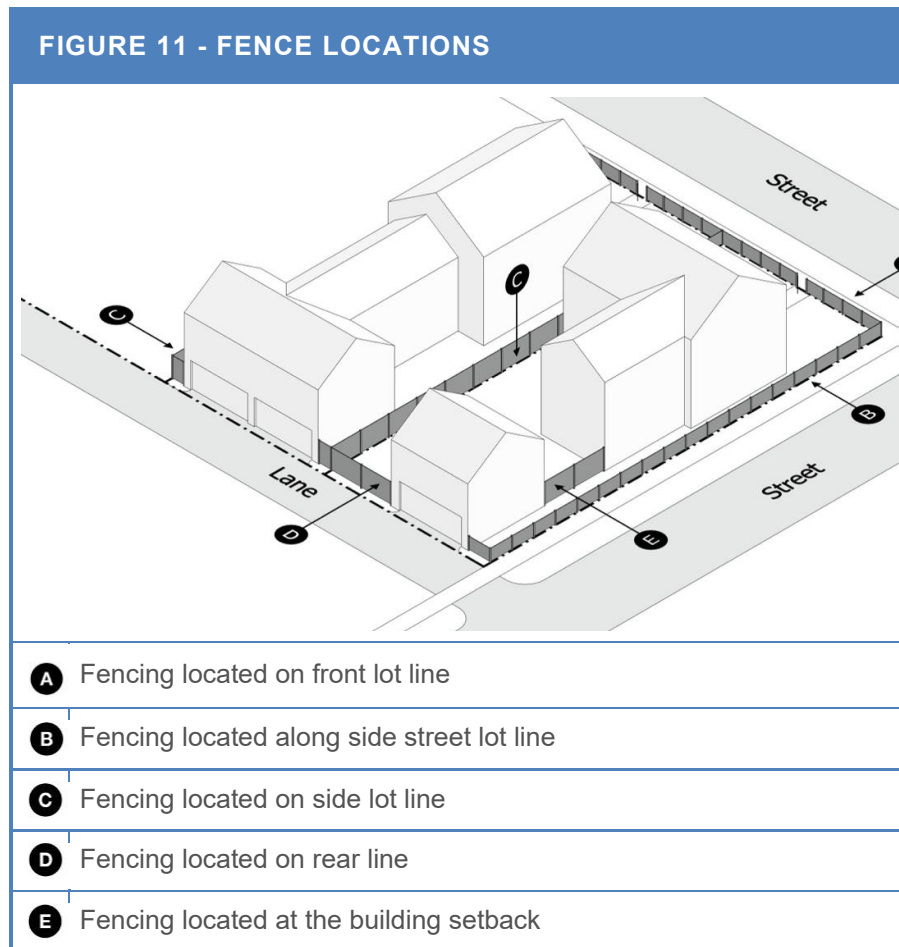 FIGURE 11 - FENCE LOCATIONS
Street
C
C
B
Lane
Street
D
E
A Fencing located on front lot line
B Fencing located along side street lot line
C Fencing located on side lot line
D Fencing located on rear line
E Fencing located at the building setback